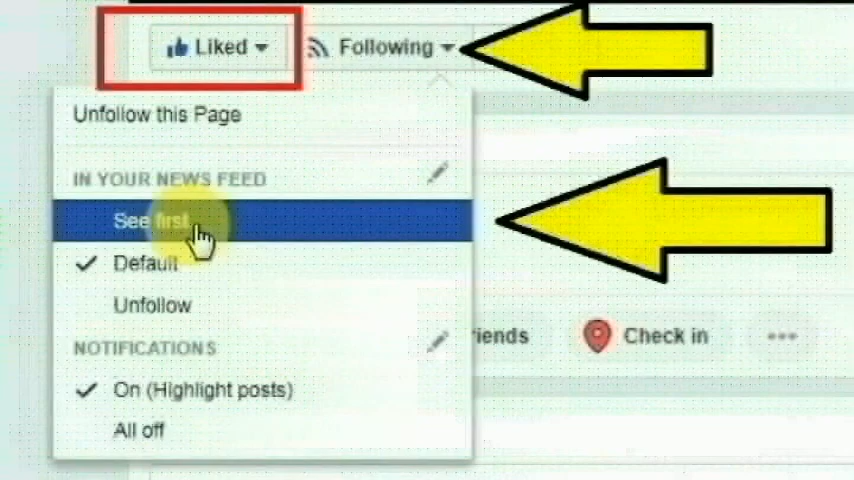 Liked Following
Unfollow this Page
IN YOUR NEWS FEED
See first
Default
Unfollow
riends Check in
NOTIFICATIONS
On (Highlight posts)
All off